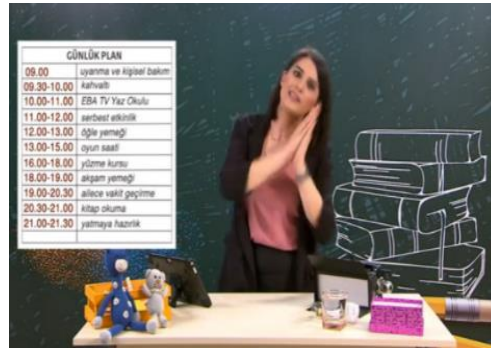 GÜNLÜK PLAN
09.00 uyanma ve kişisel bakım
09.30-10.00 kahvaltı
10.00-11.00 EBA TV Yaz Okulu
11.00-12.00 serbest etkinlik
12.00-13.00 öğle yemeği
13.00-15.00 oyun saati
16.00-18.00 yüzme kursu
18.00-19.00 akşam yemeği
19.00-20.30 ailece vakit geçirme
20.30-21.00 kitap okuma
21.00-21.30 yatmaya hazırlık